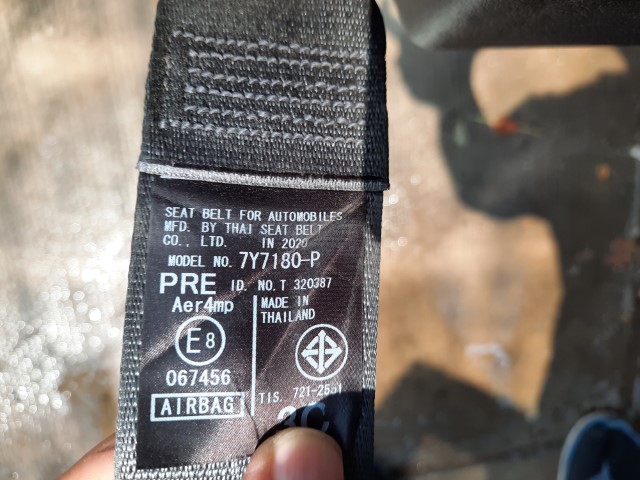 SEAT BELT FOR AUTOMOBILES
MFD. BY THAI SEAT BELT
CO., LTD. IN 2020
MODEL NO. 7Y7180-P
PRE ID. NO. T 320387
Aer4mp
MADE IN
THAILAND
E8
067456
AIRBAG
TIS. 721-2551